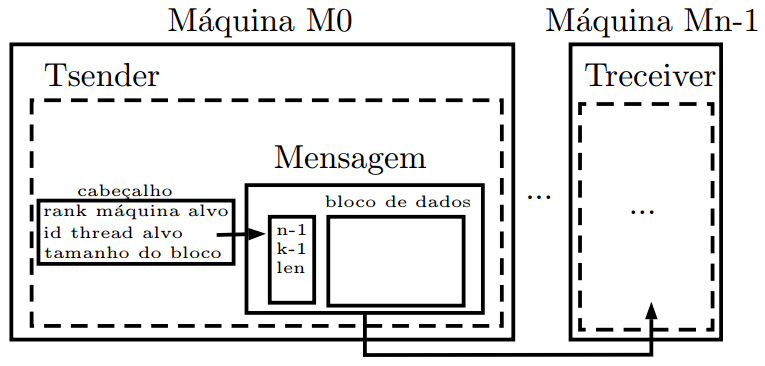 Máquina M0
Máquina Mn-1
Tsender
Treceiver
Mensagem
cabeçalho
rank máquina alvo
id thread alvo
tamanho do bloco
bloco de dados
n-1
k-1
len
...
...